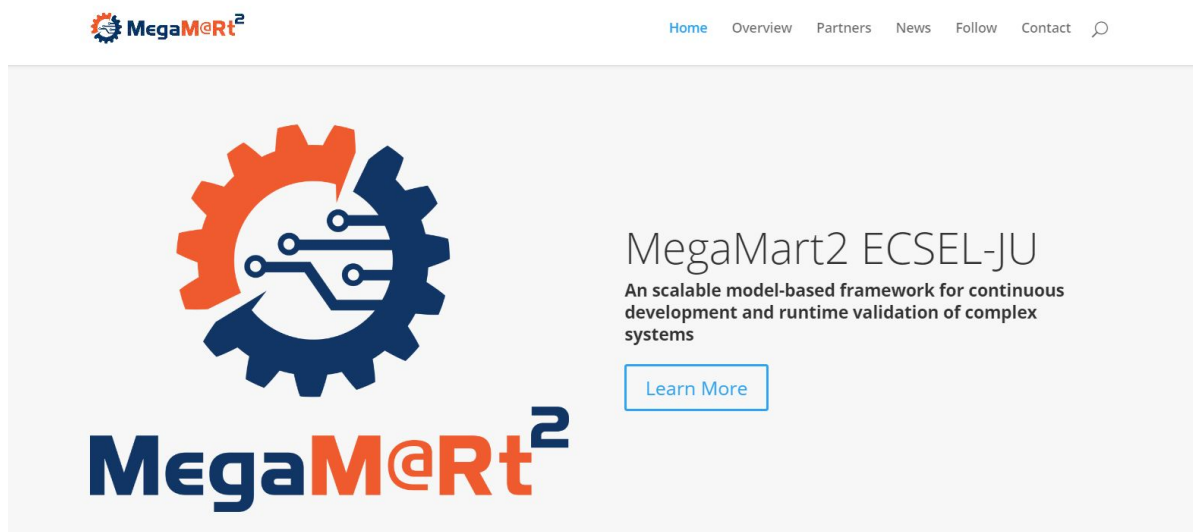 MegaM@Rt²
Home Overview Partners News Follow Contact
MegaMart2 ECSEL-JU
An scalable model-based framework for continuous
development and runtime validation of complex
systems
Learn More
MegaM@Rt²